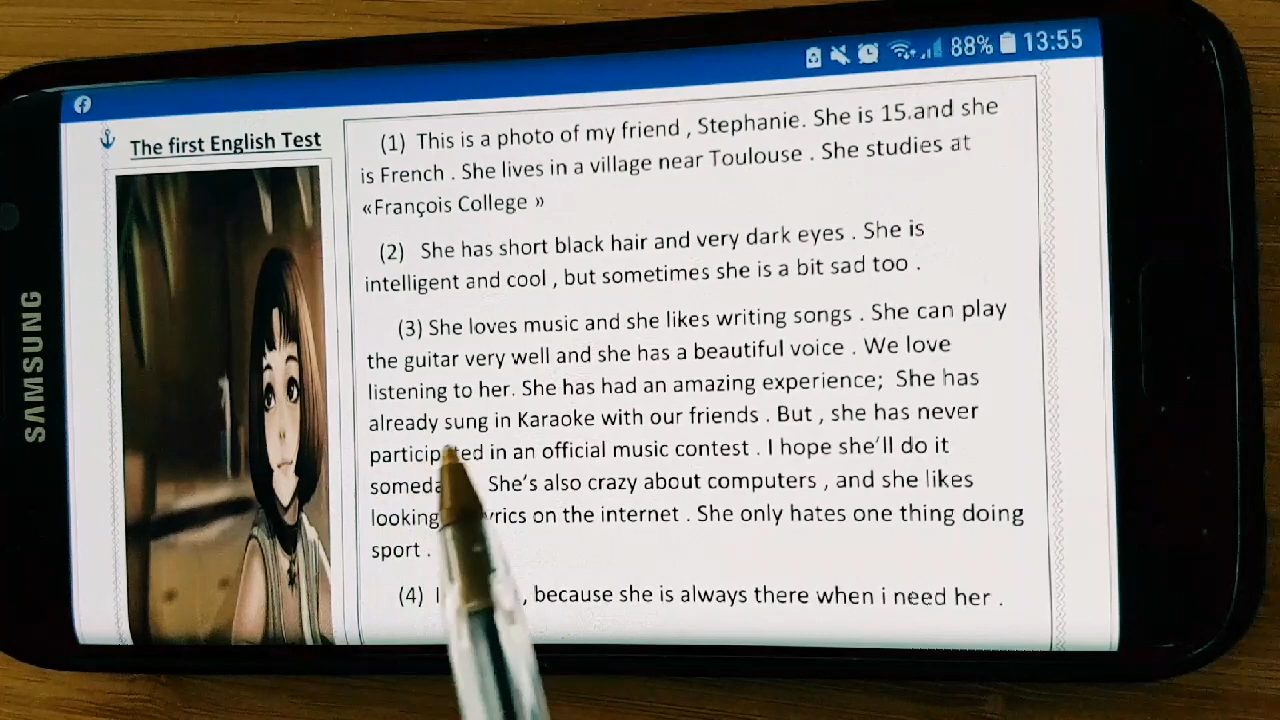 88% 13:55
The first English Test
(1) This is a photo of my friend , Stephanie. She is 15.and she
is French . She lives in a village near Toulouse . She studies at
«François College »
(2) She has short black hair and very dark eyes . She is
intelligent and cool , but sometimes she is a bit sad too .
(3) She loves music and she likes writing songs . She can play
the guitar very well and she has a beautiful voice . We love
listening to her. She has had an amazing experience; She has
already sung in Karaoke with our friends . But , she has never
participated in an official music contest . I hope she'll do it
She's also crazy about computers , and she likes
looking on the internet . She only hates one thing doing
sport .
(4) I , because she is always there when i need her .
SAMSUNG